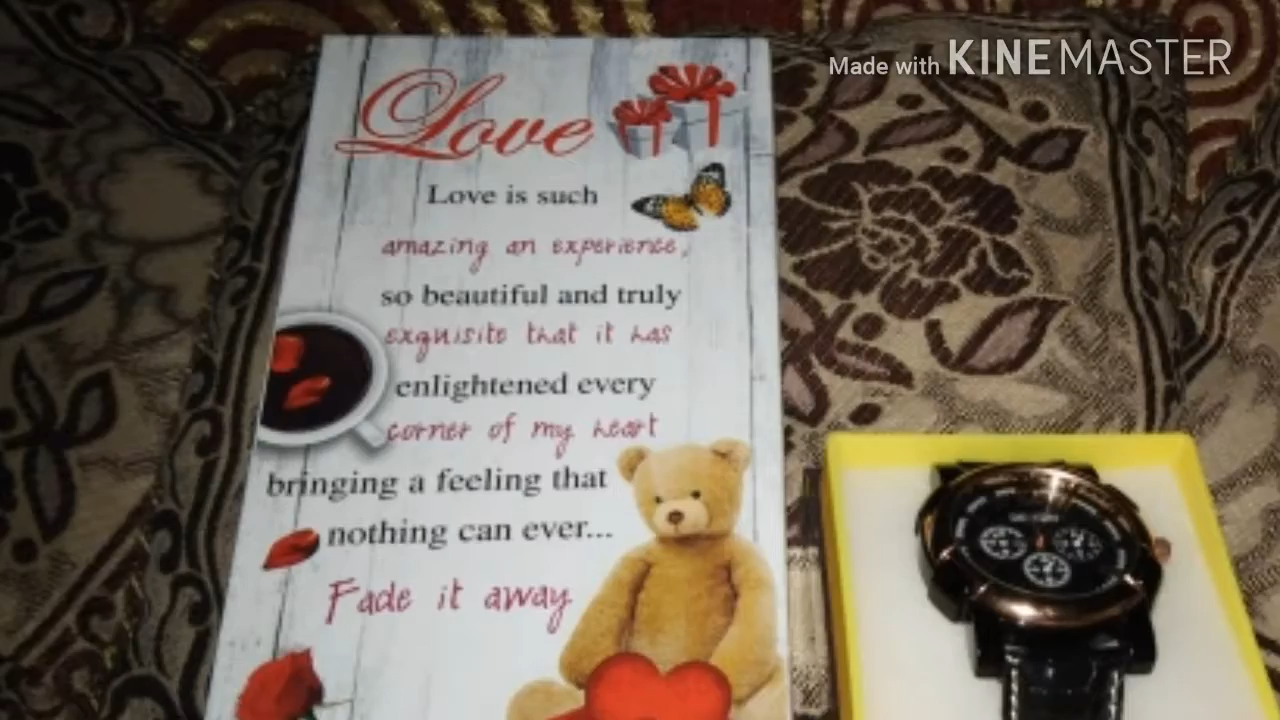 Made with KINEMASTER
Love
Love is such
amazing an experience,
so beautiful and truly
exquisite that it has
enlightened every
corner of my heart
bringing a feeling that
nothing can ever...
Fade it away